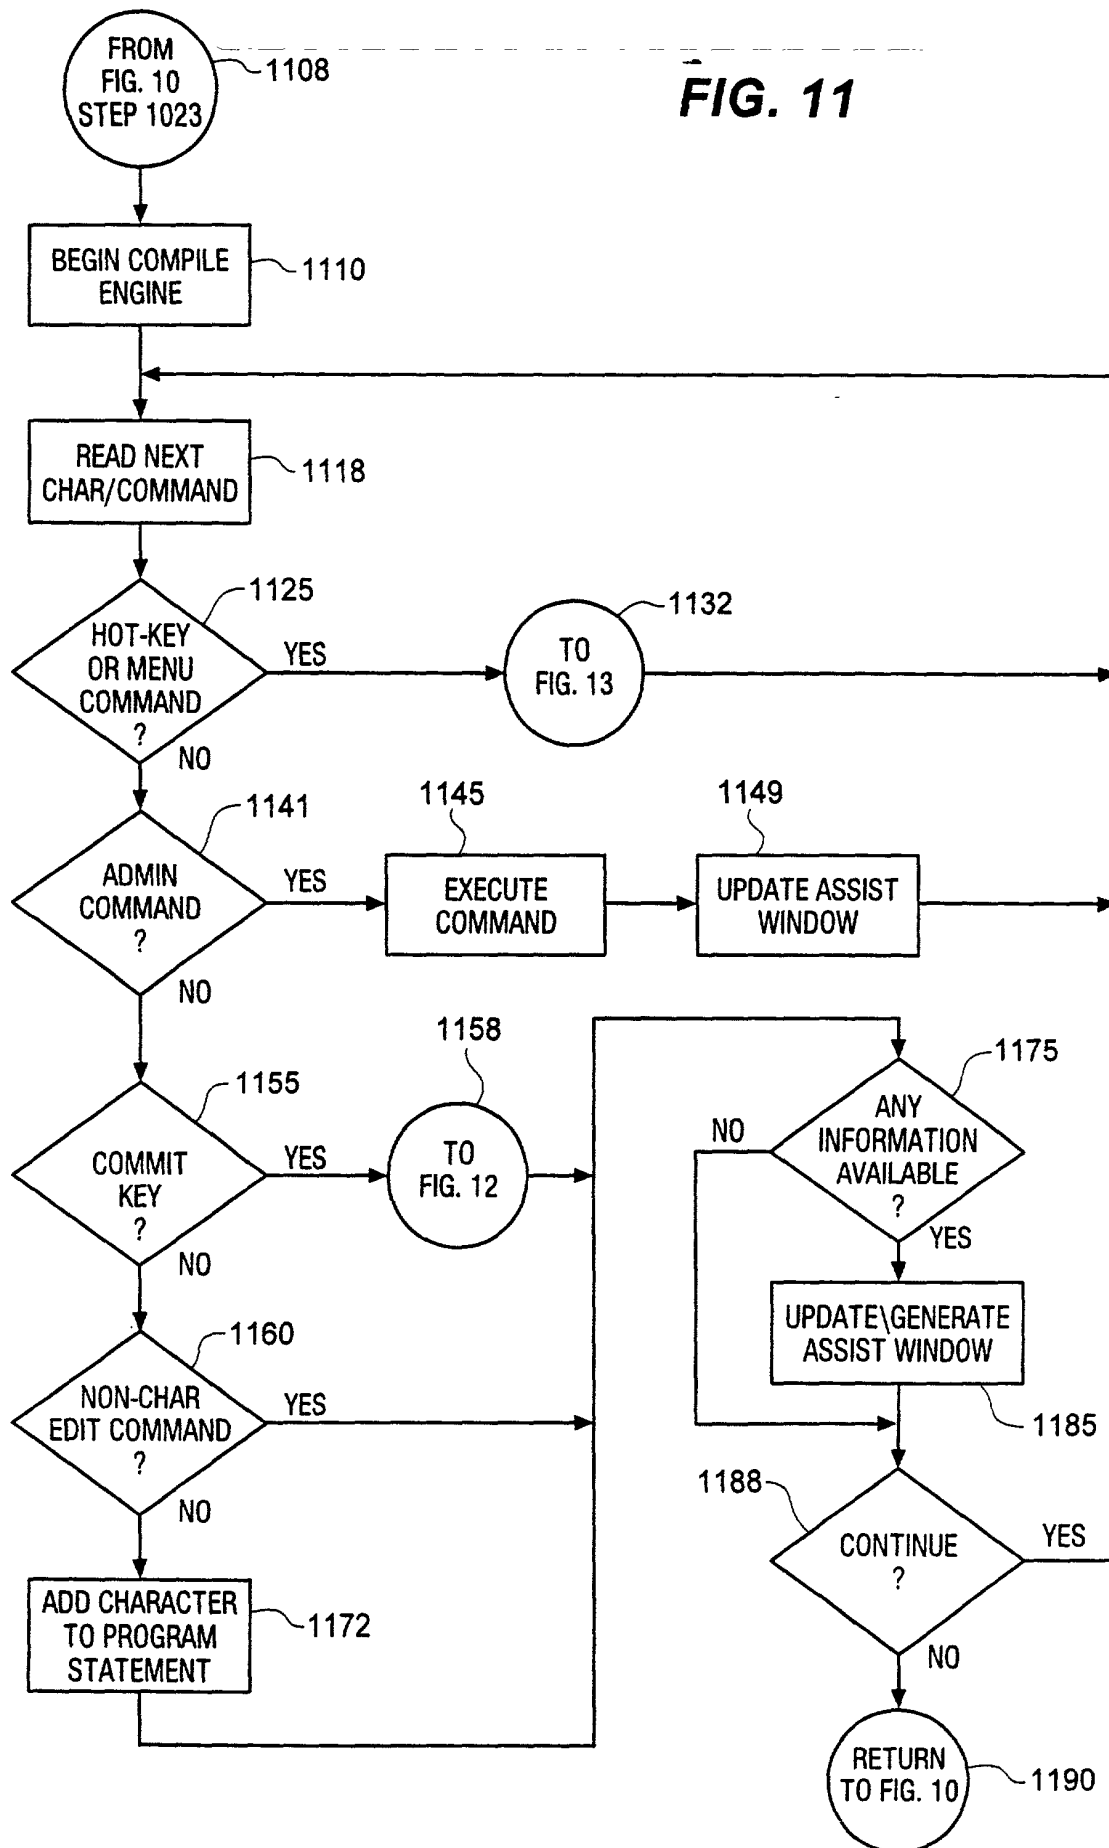 FROM
FIG. 10
STEP 1023
1108
FIG. 11
BEGIN COMPILE
ENGINE
1110
READ NEXT
CHAR/COMMAND
1118
1125
HOT-KEY
OR MENU
COMMAND
?
YES
NO
1132
TO
FIG. 13
1141
ADMIN
COMMAND
?
YES
NO
1145
EXECUTE
COMMAND
1149
UPDATE ASSIST
WINDOW
1155
COMMIT
KEY
?
YES
NO
1158
TO
FIG. 12
1160
NON-CHAR
EDIT COMMAND
?
YES
NO
ADD CHARACTER
TO PROGRAM
STATEMENT
1172
1175
ANY
INFORMATION
AVAILABLE
?
NO
YES
UPDATE\GENERATE
ASSIST WINDOW
1185
1188
CONTINUE
?
YES
NO
RETURN
TO FIG. 10
1190